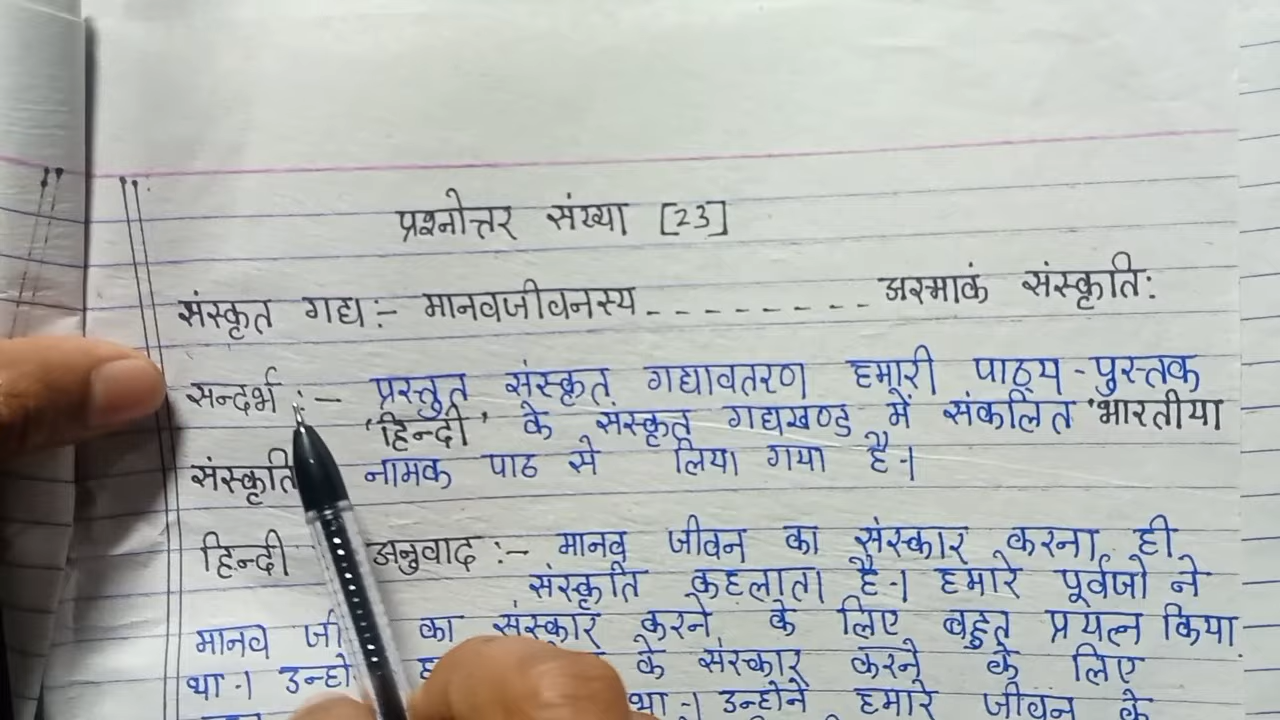 प्रश्नोत्तर संख्या [23]
संस्कृत गद्य :- मानवजीवनस्य - - - - - - - - - अस्माकं संस्कृति:
सन्दर्भ :- प्रस्तुत संस्कृत गद्यावतरण हमारी पाठ्य-पुस्तक
'हिन्दी' के संस्कृत गद्यखण्ड में संकलित 'भारतीया
संस्कृति नामक पाठ से लिया गया है।
हिन्दी अनुवाद :- मानव जीवन का संस्कार करना ही
संस्कृति कहलाता है। हमारे पूर्वजो ने
मानव का संस्कार करने के लिए बहुत प्रयत्न किया
था। के संस्कार करने के लिए
था। उन्होने हमारे जीवन के